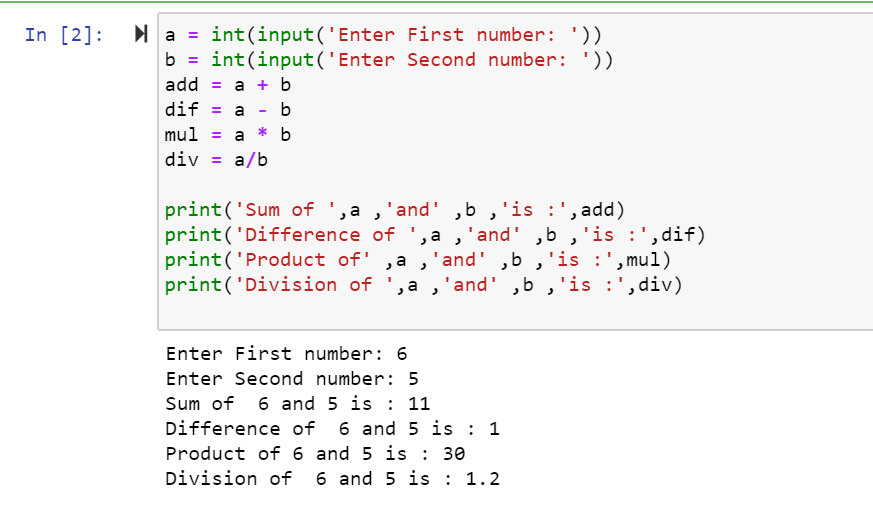 In [2]: a = int(input('Enter First number: '))
b = int(input('Enter Second number: '))
add = a + b
dif = a - b
mul = a * b
div = a/b
print('Sum of ',a ,'and' ,b ,'is :',add)
print('Difference of ',a ,'and' ,b ,'is :',dif)
print('Product of' ,a ,'and' ,b ,'is :',mul)
print('Division of ',a ,'and' ,b ,'is :',div)
Enter First number: 6
Enter Second number: 5
Sum of  6 and 5 is : 11
Difference of  6 and 5 is : 1
Product of 6 and 5 is : 30
Division of  6 and 5 is : 1.2